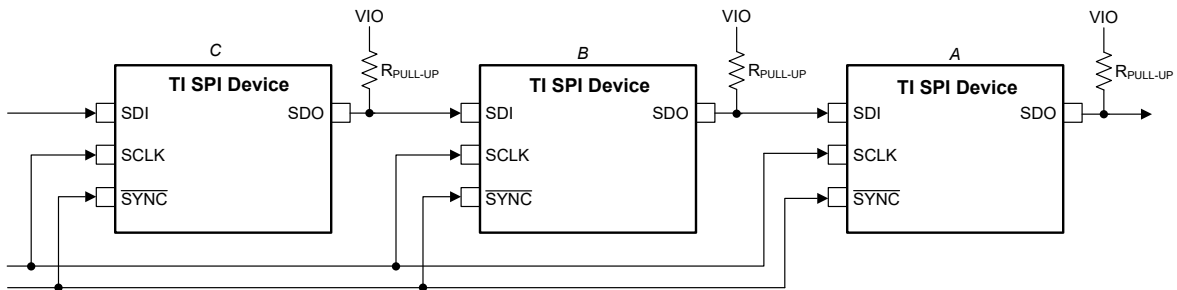 VIO
VIO
VIO
C
B
A
RPULL-UP
RPULL-UP
RPULL-UP
TI SPI Device
TI SPI Device
TI SPI Device
SDI
SDO
SDI
SDO
SDI
SDO
SCLK
SCLK
SCLK
SYNC
SYNC
SYNC